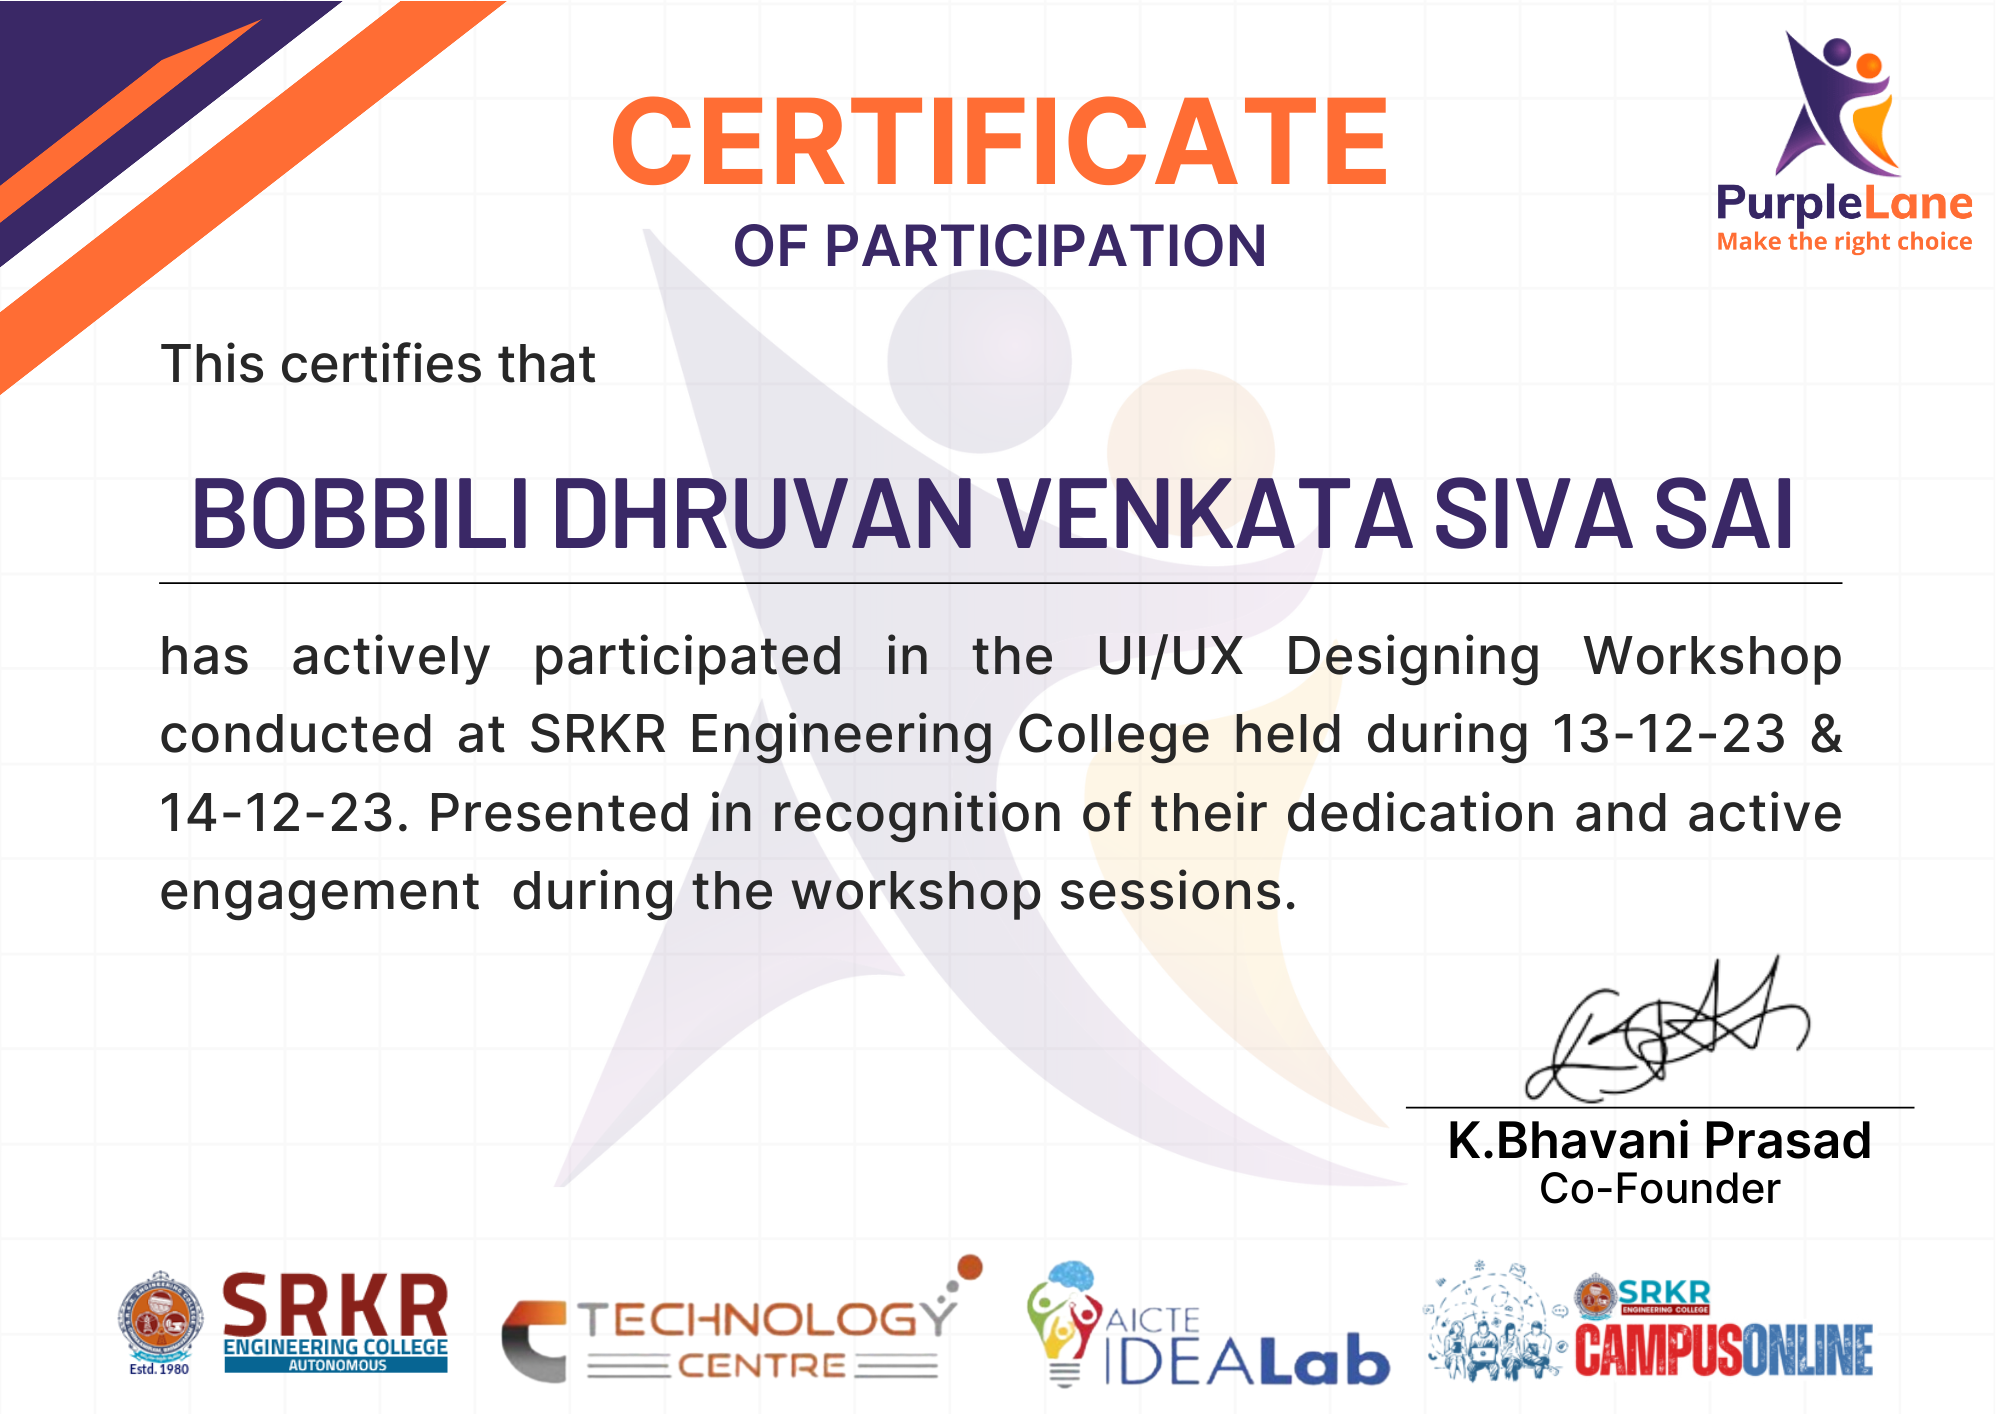 CERTIFICATE
OF PARTICIPATION
PurpleLane
Make the right choice
This certifies that
BOBBILI DHRUVAN VENKATA SIVA SAI
has actively participated in the UI/UX Designing Workshop
conducted at SRKR Engineering College held during 13-12-23 &
14-12-23. Presented in recognition of their dedication and active
engagement during the workshop sessions.
K.Bhavani Prasad
Co-Founder
Estd. 1980
SRKR
ENGINEERING COLLEGE
AUTONOMOUS
TECHNOLOGY
CENTRE
AICTE
IDEALab
SRKR
ENGINEERING COLLEGE
CAMPUSONLINE